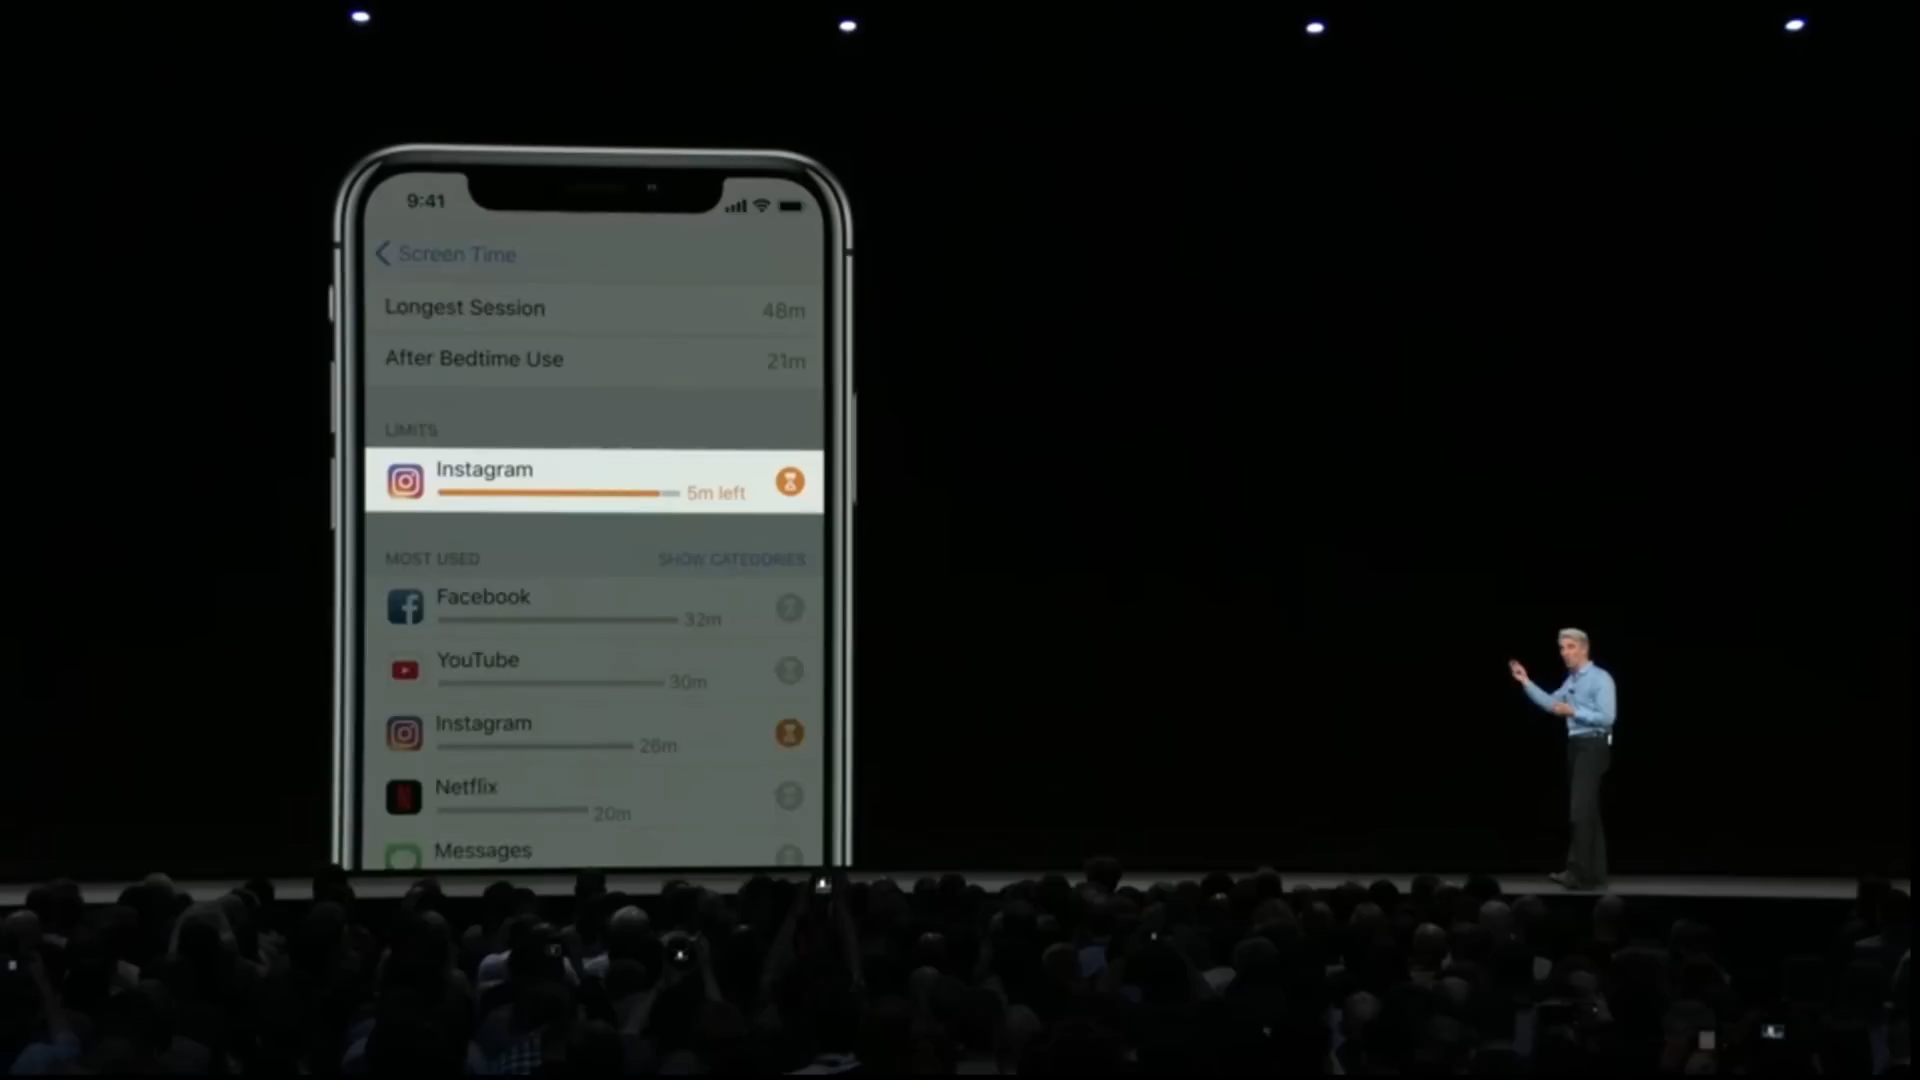 9:41
Screen Time
Longest Session 48m
After Bedtime Use 21m
LIMITS
Instagram
5m left
MOST USED SHOW CATEGORIES
Facebook
32m
YouTube
30m
Instagram
26m
Netflix
20m
Messages